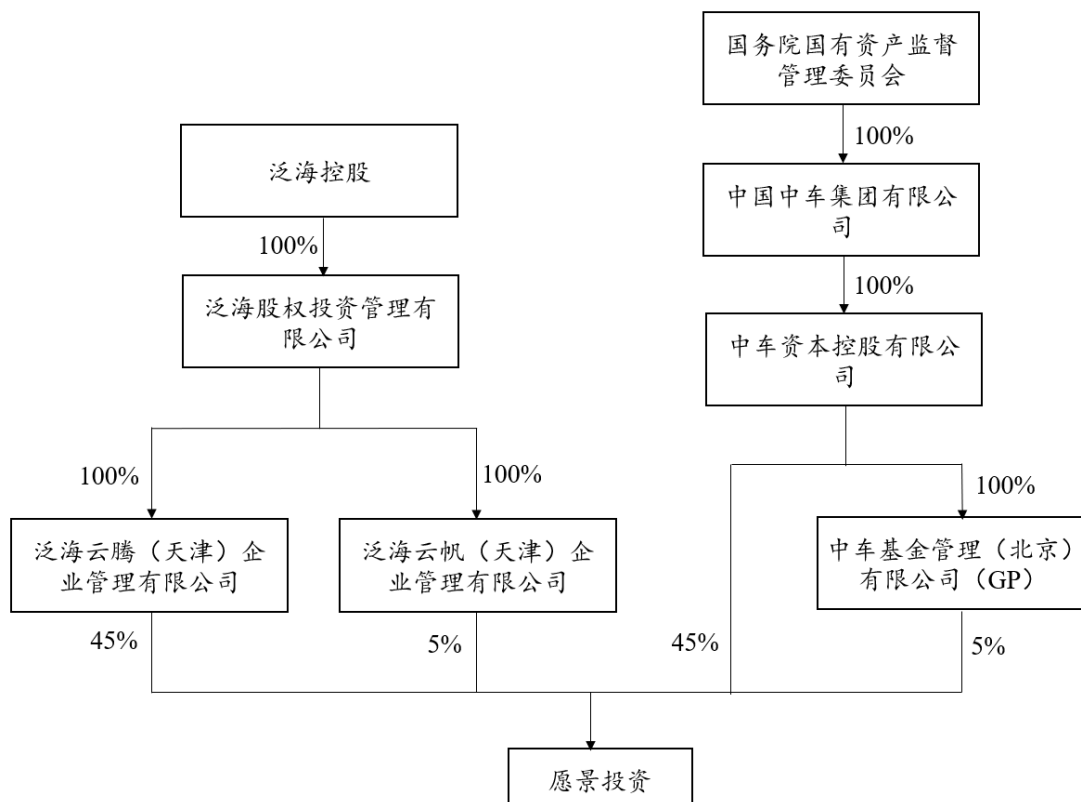 国务院国有资产监督
管理委员会
100%
泛海控股
中国中车集团有限公
司
100%
100%
泛海股权投资管理有
限公司
中车资本控股有限公
司
100%
100%
100%
泛海云腾（天津）企
业管理有限公司
泛海云帆（天津）企
业管理有限公司
中车基金管理（北京）
有限公司（GP）
45%
5%
45%
5%
愿景投资